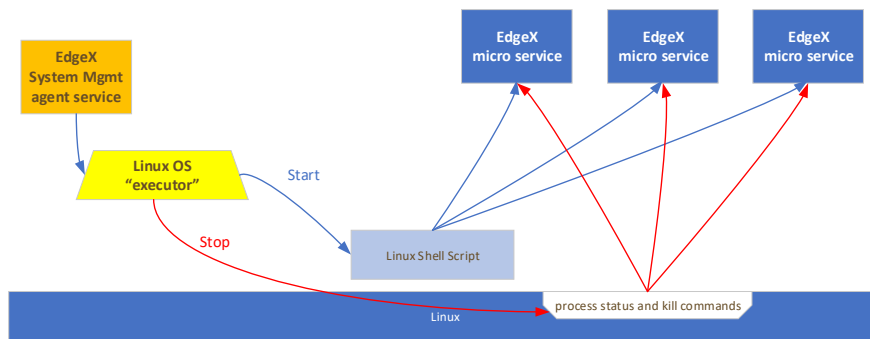 EdgeX
System Mgmt
agent service
EdgeX
micro service
EdgeX
micro service
EdgeX
micro service
Linux OS
“executor”
Start
Stop
Linux Shell Script
process status and kill commands
Linux